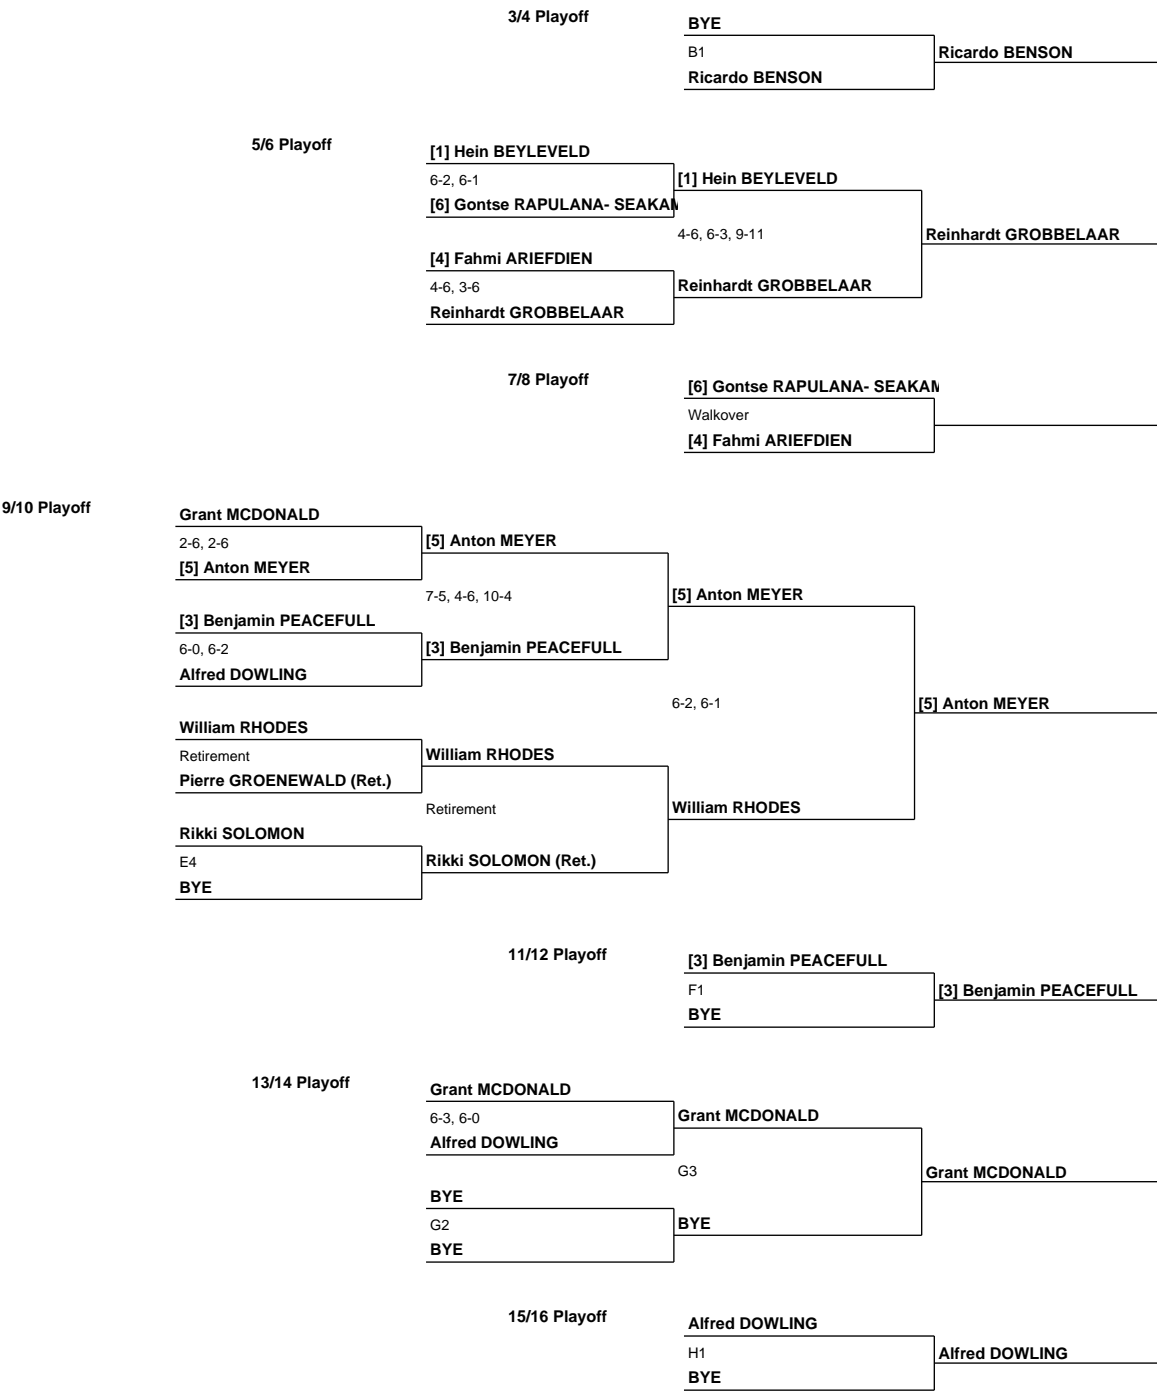 3/4 Playoff
BYE
B1
Ricardo BENSON
Ricardo BENSON
5/6 Playoff
[1] Hein BEYLEVELD
6-2, 6-1
[1] Hein BEYLEVELD
[6] Gontse RAPULANA- SEAKAM
4-6, 6-3, 9-11
Reinhardt GROBBELAAR
[4] Fahmi ARIEFDIEN
4-6, 3-6
Reinhardt GROBBELAAR
Reinhardt GROBBELAAR
7/8 Playoff
[6] Gontse RAPULANA- SEAKAM
Walkover
[4] Fahmi ARIEFDIEN
9/10 Playoff
Grant MCDONALD
2-6, 2-6
[5] Anton MEYER
[5] Anton MEYER
7-5, 4-6, 10-4
[5] Anton MEYER
[3] Benjamin PEACEFULL
6-0, 6-2
[3] Benjamin PEACEFULL
Alfred DOWLING
6-2, 6-1
[5] Anton MEYER
William RHODES
Retirement
William RHODES
Pierre GROENEWALD (Ret.)
Retirement
William RHODES
Rikki SOLOMON
E4
Rikki SOLOMON (Ret.)
BYE
11/12 Playoff
[3] Benjamin PEACEFULL
F1
[3] Benjamin PEACEFULL
BYE
13/14 Playoff
Grant MCDONALD
6-3, 6-0
Grant MCDONALD
Alfred DOWLING
G3
Grant MCDONALD
BYE
G2
BYE
BYE
15/16 Playoff
Alfred DOWLING
H1
Alfred DOWLING
BYE